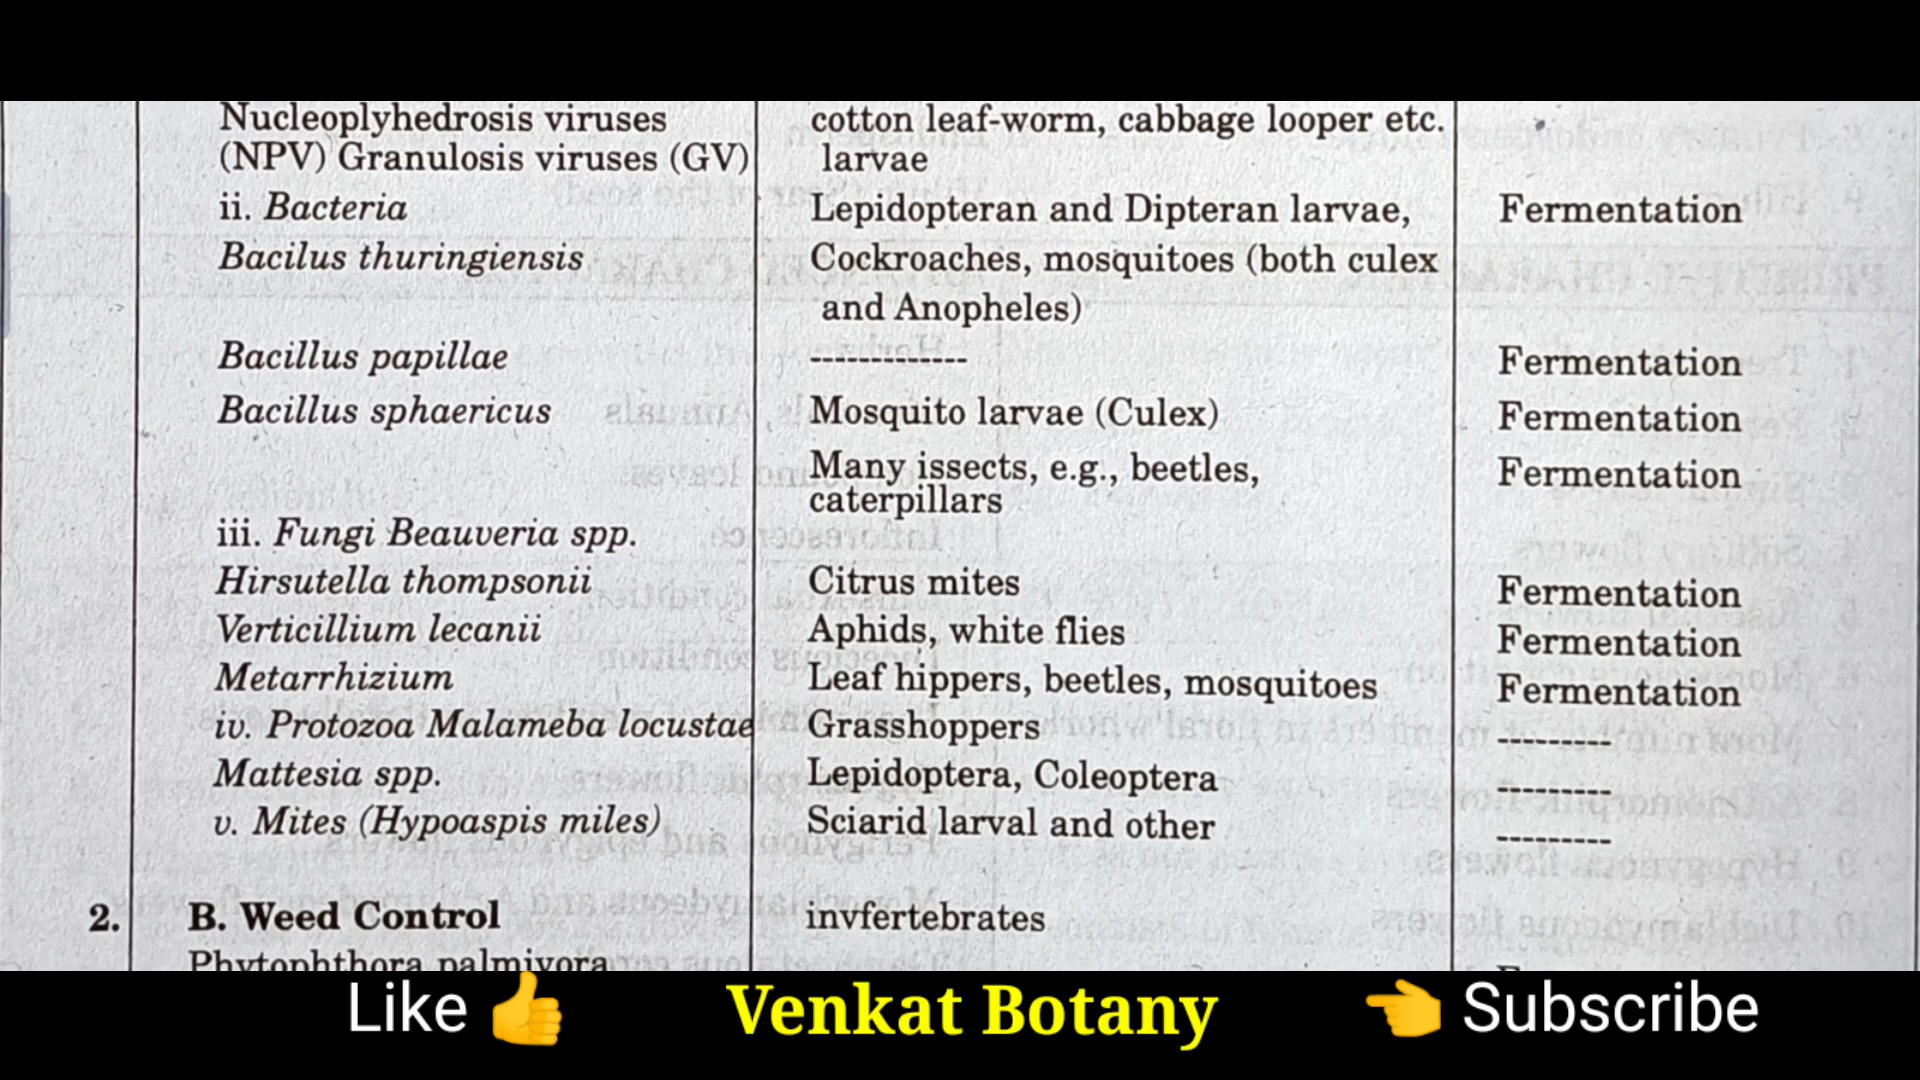 Nucleoplyhedrosis viruses cotton leaf-worm, cabbage looper etc.
(NPV) Granulosis viruses (GV) larvae
ii. Bacteria Lepidopteran and Dipteran larvae, Fermentation
Bacilus thuringiensis Cockroaches, mosquitoes (both culex
and Anopheles)
Bacillus papillae ------------- Fermentation
Bacillus sphaericus Mosquito larvae (Culex) Fermentation
Many issects, e.g., beetles, Fermentation
caterpillars
iii. Fungi Beauveria spp.
Hirsutella thompsonii Citrus mites Fermentation
Verticillium lecanii Aphids, white flies Fermentation
Metarrhizium Leaf hippers, beetles, mosquitoes Fermentation
iv. Protozoa Malameba locustae Grasshoppers ---------
Mattesia spp. Lepidoptera, Coleoptera ---------
v. Mites (Hypoaspis miles) Sciarid larval and other ---------
2. B. Weed Control invfertebrates
Phytophthora palmivora
Like 👍 Venkat Botany 👈 Subscribe